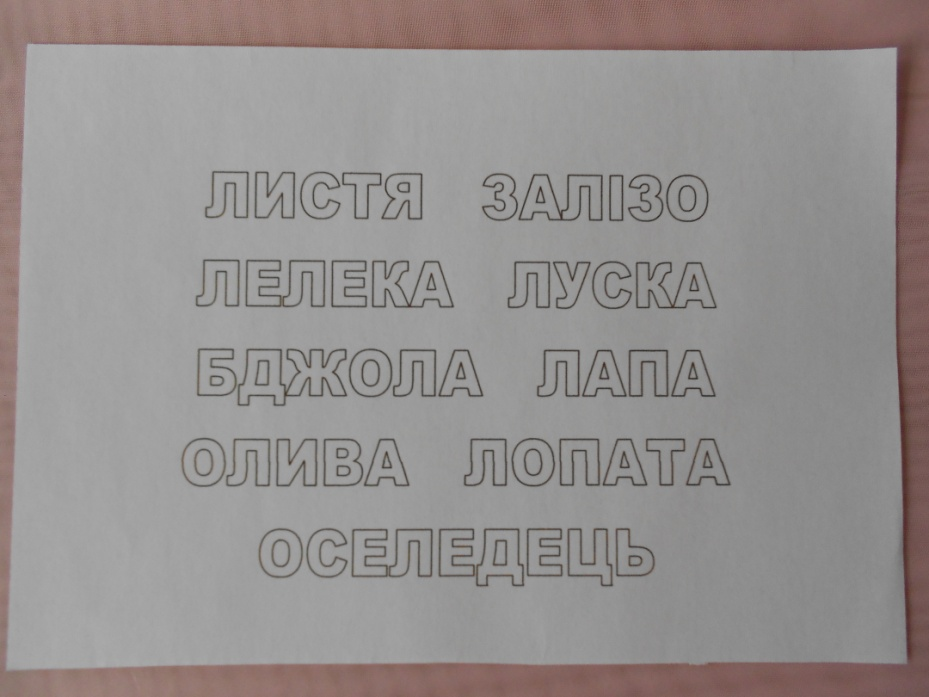 ЛИСТЯ ЗАЛІЗО
ЛЕЛЕКА ЛУСКА
БДЖОЛА ЛАПА
ОЛИВА ЛОПАТА
ОСЕЛЕДЕЦЬ